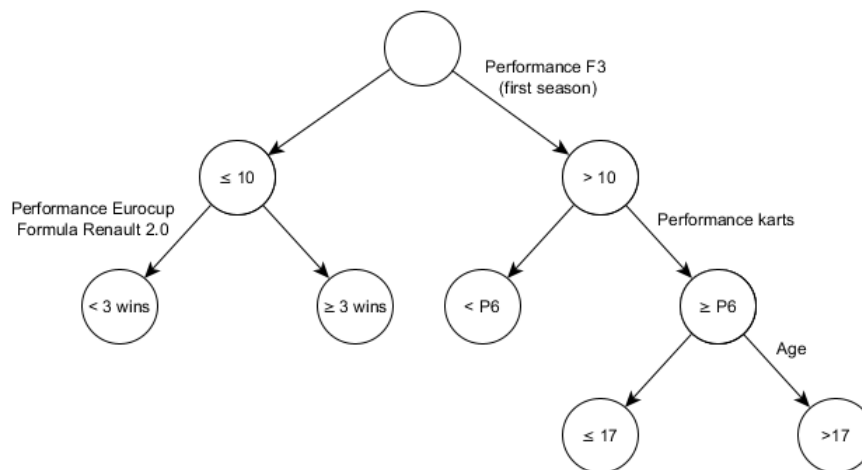 Performance F3
(first season)
≤ 10
> 10
Performance Eurocup
Formula Renault 2.0
Performance karts
< 3 wins
≥ 3 wins
< P6
≥ P6
Age
≤ 17
>17